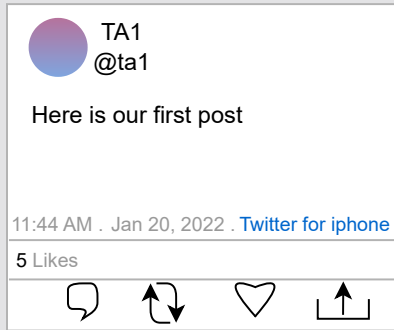 TA1
@ta1
Here is our first post
11:44 AM . Jan 20, 2022 . Twitter for iphone
5 Likes